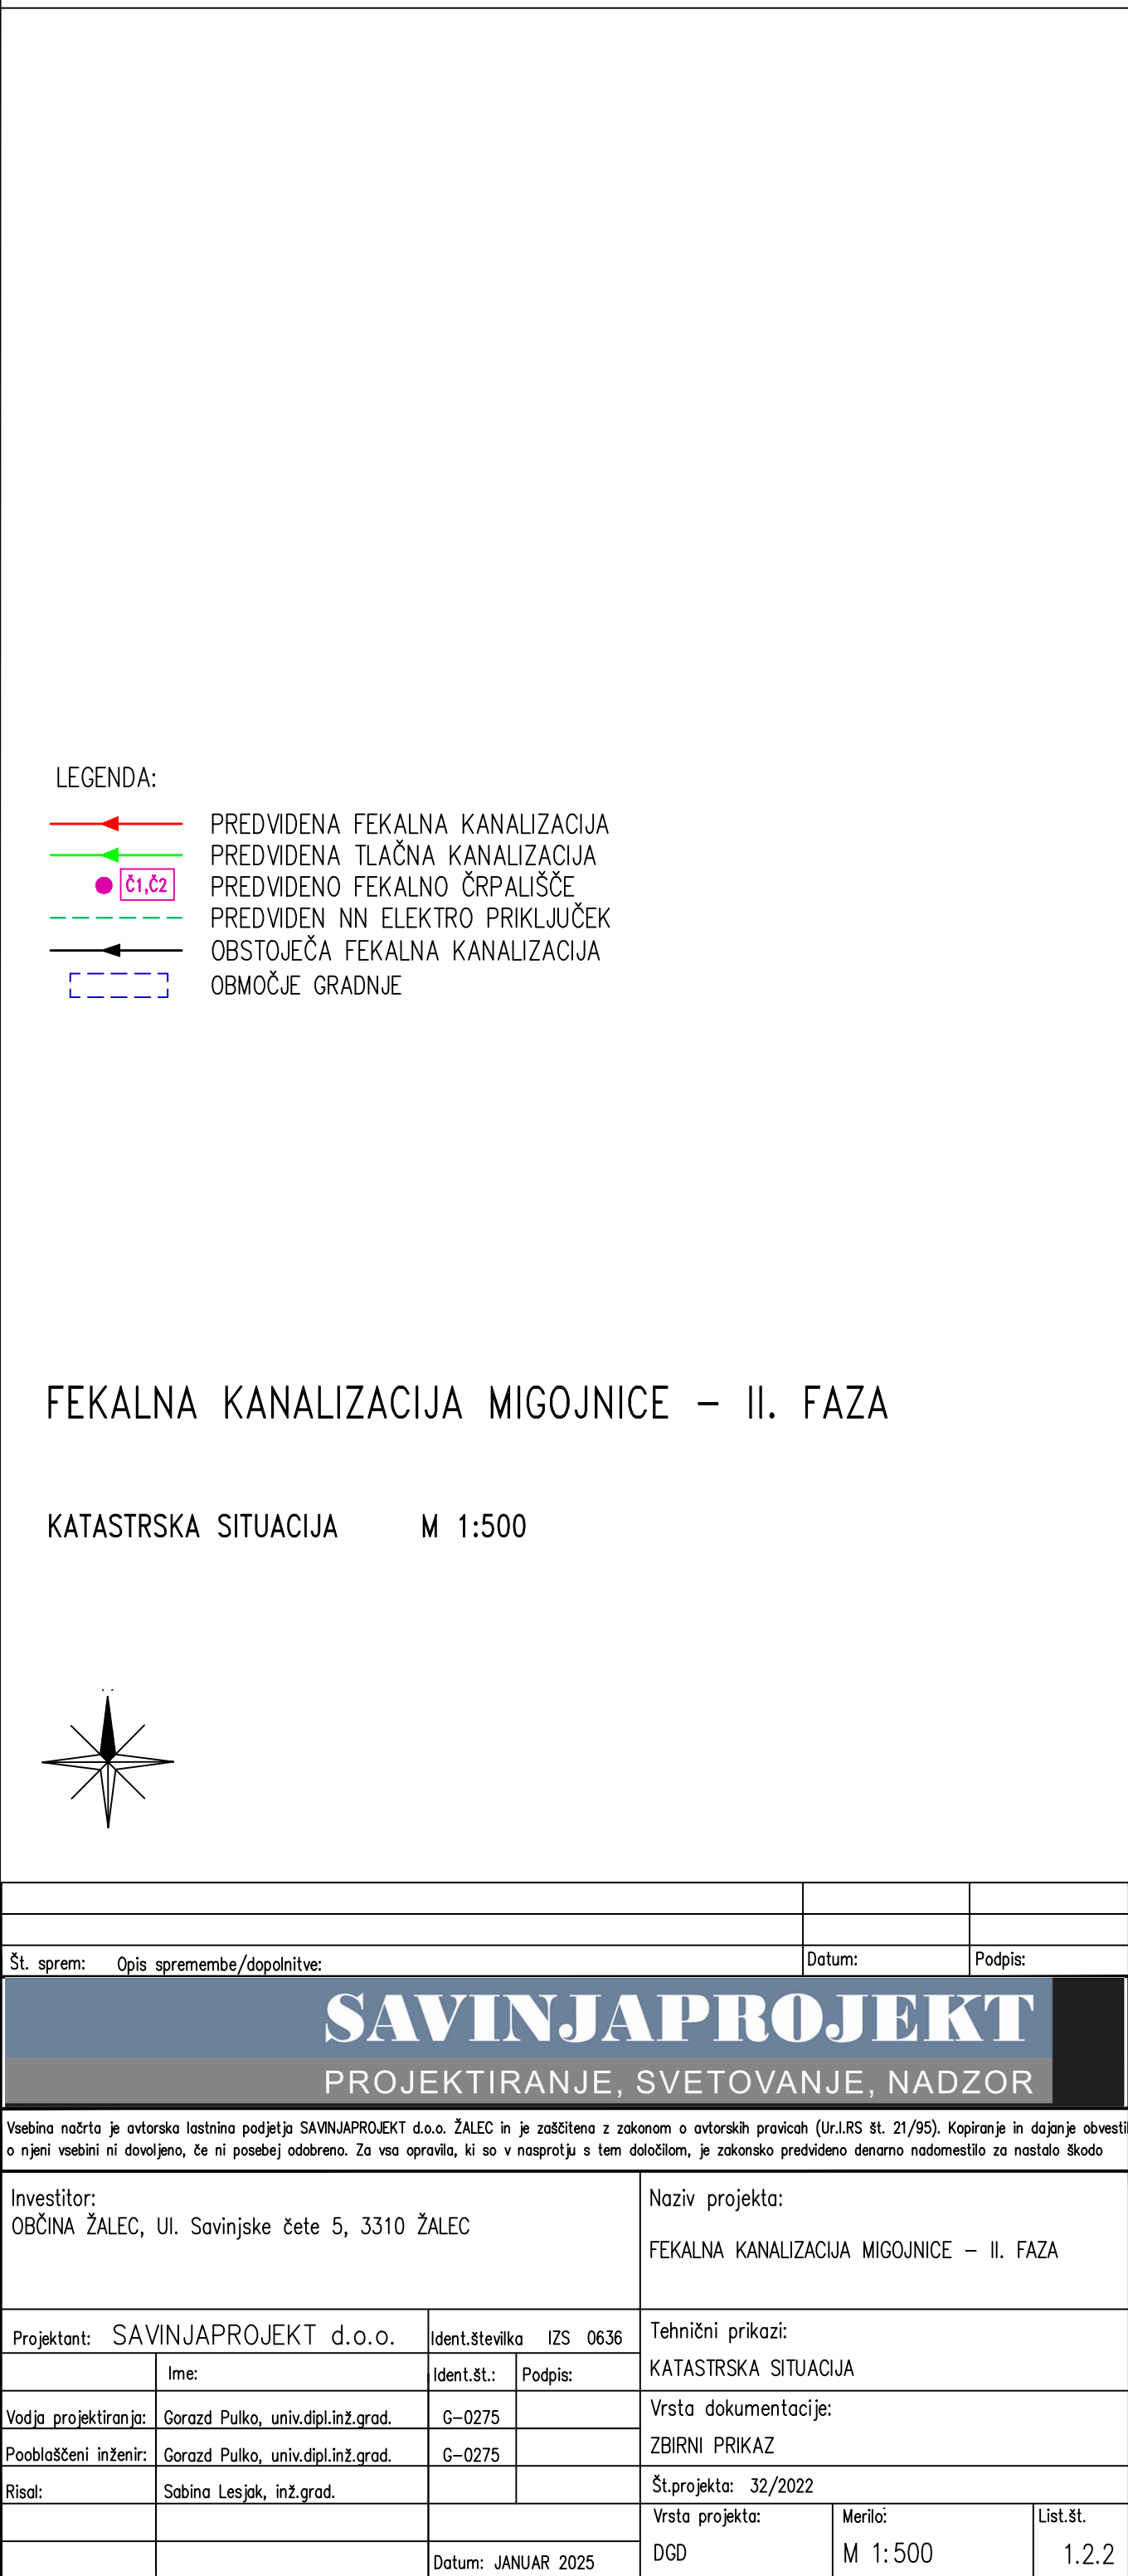 LEGENDA:
PREDVIDENA FEKALNA KANALIZACIJA
PREDVIDENA TLAČNA KANALIZACIJA
Č1,Č2 PREDVIDENO FEKALNO ČRPALIŠČE
PREDVIDEN NN ELEKTRO PRIKLJUČEK
OBSTOJEČA FEKALNA KANALIZACIJA
OBMOČJE GRADNJE
FEKALNA KANALIZACIJA MIGOJNICE – II. FAZA
KATASTRSKA SITUACIJA M 1:500
Št. sprem: Opis spremembe/dopolnitve: Datum: Podpis:
SAVINJAPROJEKT
PROJEKTIRANJE, SVETOVANJE, NADZOR
Vsebina načrta je avtorska lastnina podjetja SAVINJAPROJEKT d.o.o. ŽALEC in je zaščitena z zakonom o avtorskih pravicah (Ur.l.RS št. 21/95). Kopiranje in dajanje obvesti
o njeni vsebini ni dovoljeno, če ni posebej odobreno. Za vsa opravila, ki so v nasprotju s tem določilom, je zakonsko predvideno denarno nadomestilo za nastalo škodo
Investitor:
OBČINA ŽALEC, Ul. Savinjske čete 5, 3310 ŽALEC
Naziv projekta:
FEKALNA KANALIZACIJA MIGOJNICE – II. FAZA
Projektant: SAVINJAPROJEKT d.o.o. Ident.številka IZS 0636
Tehnični prikazi:
KATASTRSKA SITUACIJA
Ime: Ident.št.: Podpis:
Vodja projektiranja: Gorazd Pulko, univ.dipl.inž.grad. G–0275
Vrsta dokumentacije:
ZBIRNI PRIKAZ
Pooblaščeni inženir: Gorazd Pulko, univ.dipl.inž.grad. G–0275
Risal: Sabina Lesjak, inž.grad.
Št.projekta: 32/2022
Vrsta projekta: Merilo: List.št.
DGD M 1:500 1.2.2
Datum: JANUAR 2025